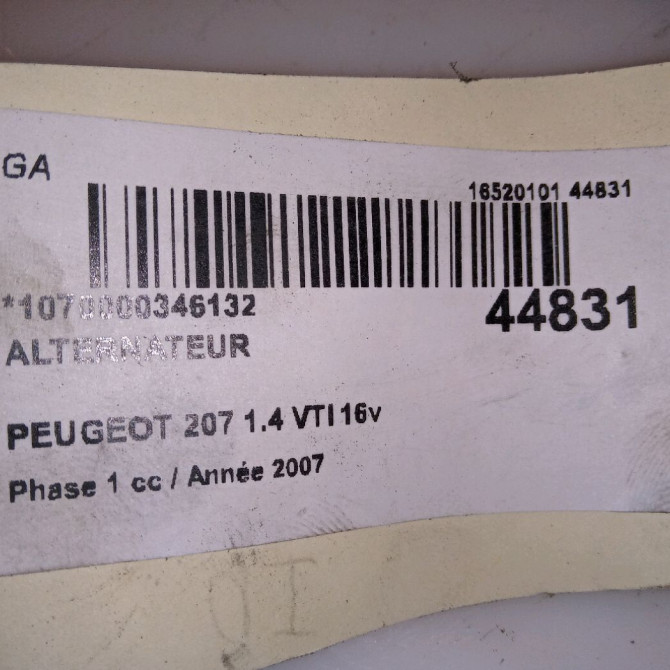 GA
16520101 44831
*1070000346132
44831
ALTERNATEUR
PEUGEOT 207 1.4 VTI 16v
Phase 1 cc / Année 2007